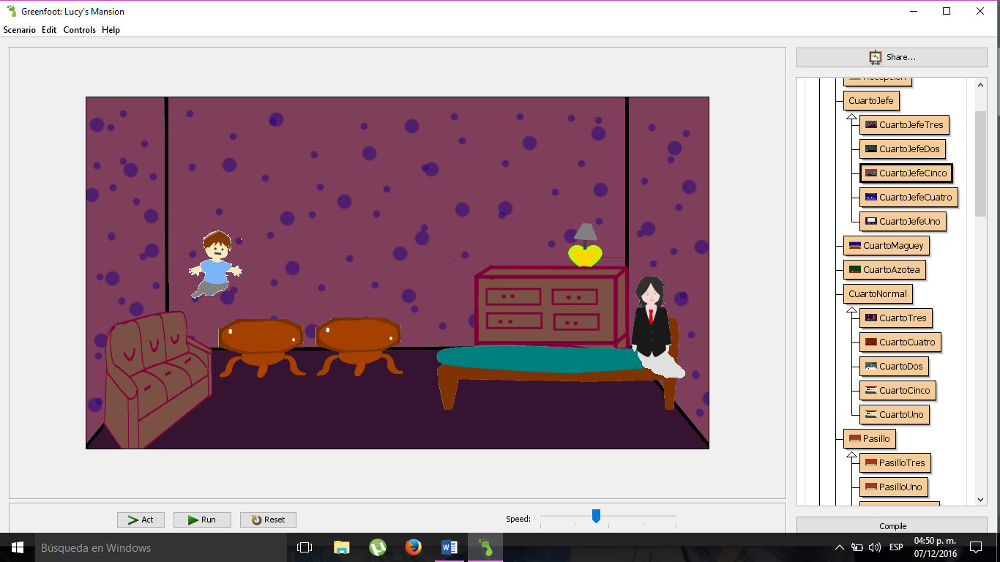 Greenfoot: Lucy's Mansion
Scenario Edit Controls Help
Share...
Recepcion
CuartoJefe
CuartoJefeTres
CuartoJefeDos
CuartoJefeCinco
CuartoJefeCuatro
CuartoJefeUno
CuartoMaguey
CuartoAzotea
CuartoNormal
CuartoTres
CuartoCuatro
CuartoDos
CuartoCinco
CuartoUno
Pasillo
PasilloTres
PasilloUno
Act Run Reset Speed:
Compile
Búsqueda en Windows
ESP
04:50 p. m.
07/12/2016